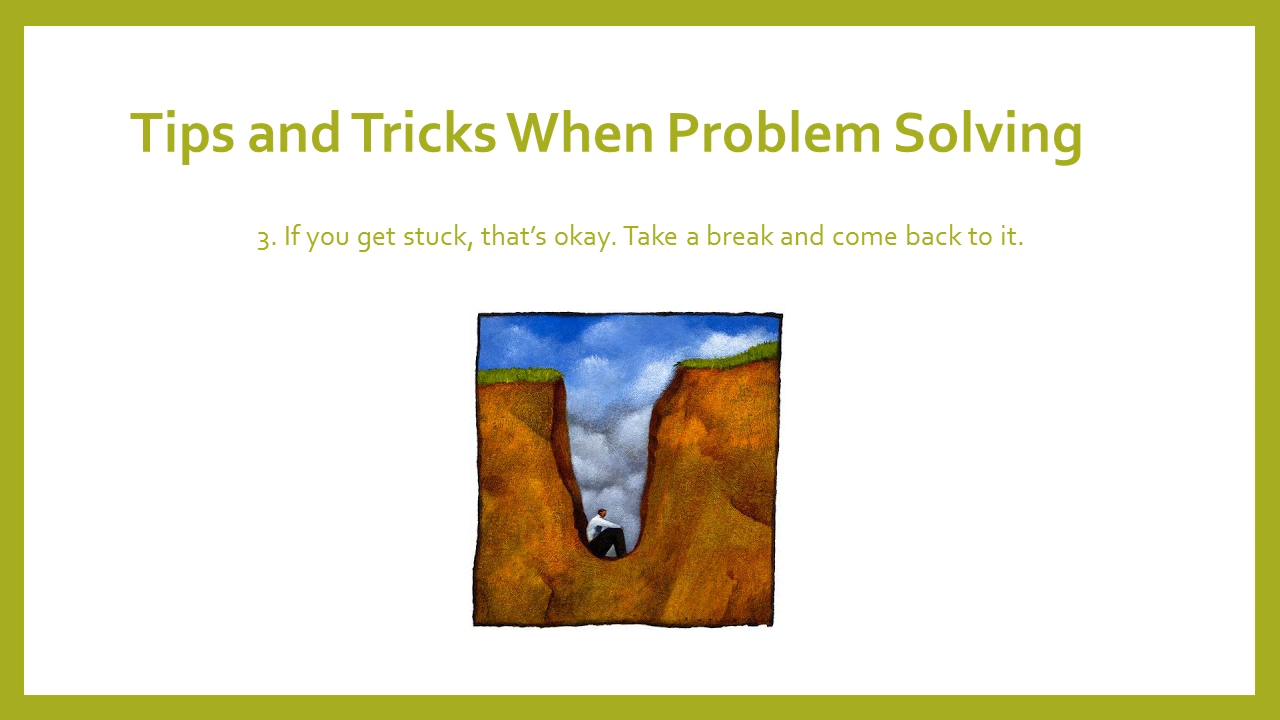 Tips and Tricks When Problem Solving
3. If you get stuck, that’s okay. Take a break and come back to it.